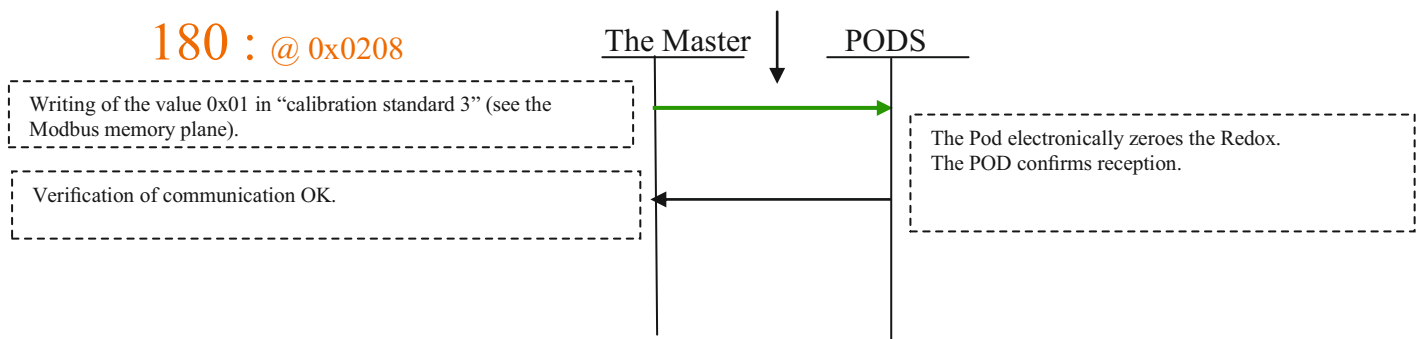 180 : @ 0x0208
The Master
PODS
Writing of the value 0x01 in “calibration standard 3” (see the
Modbus memory plane).
The Pod electronically zeroes the Redox.
The POD confirms reception.
Verification of communication OK.